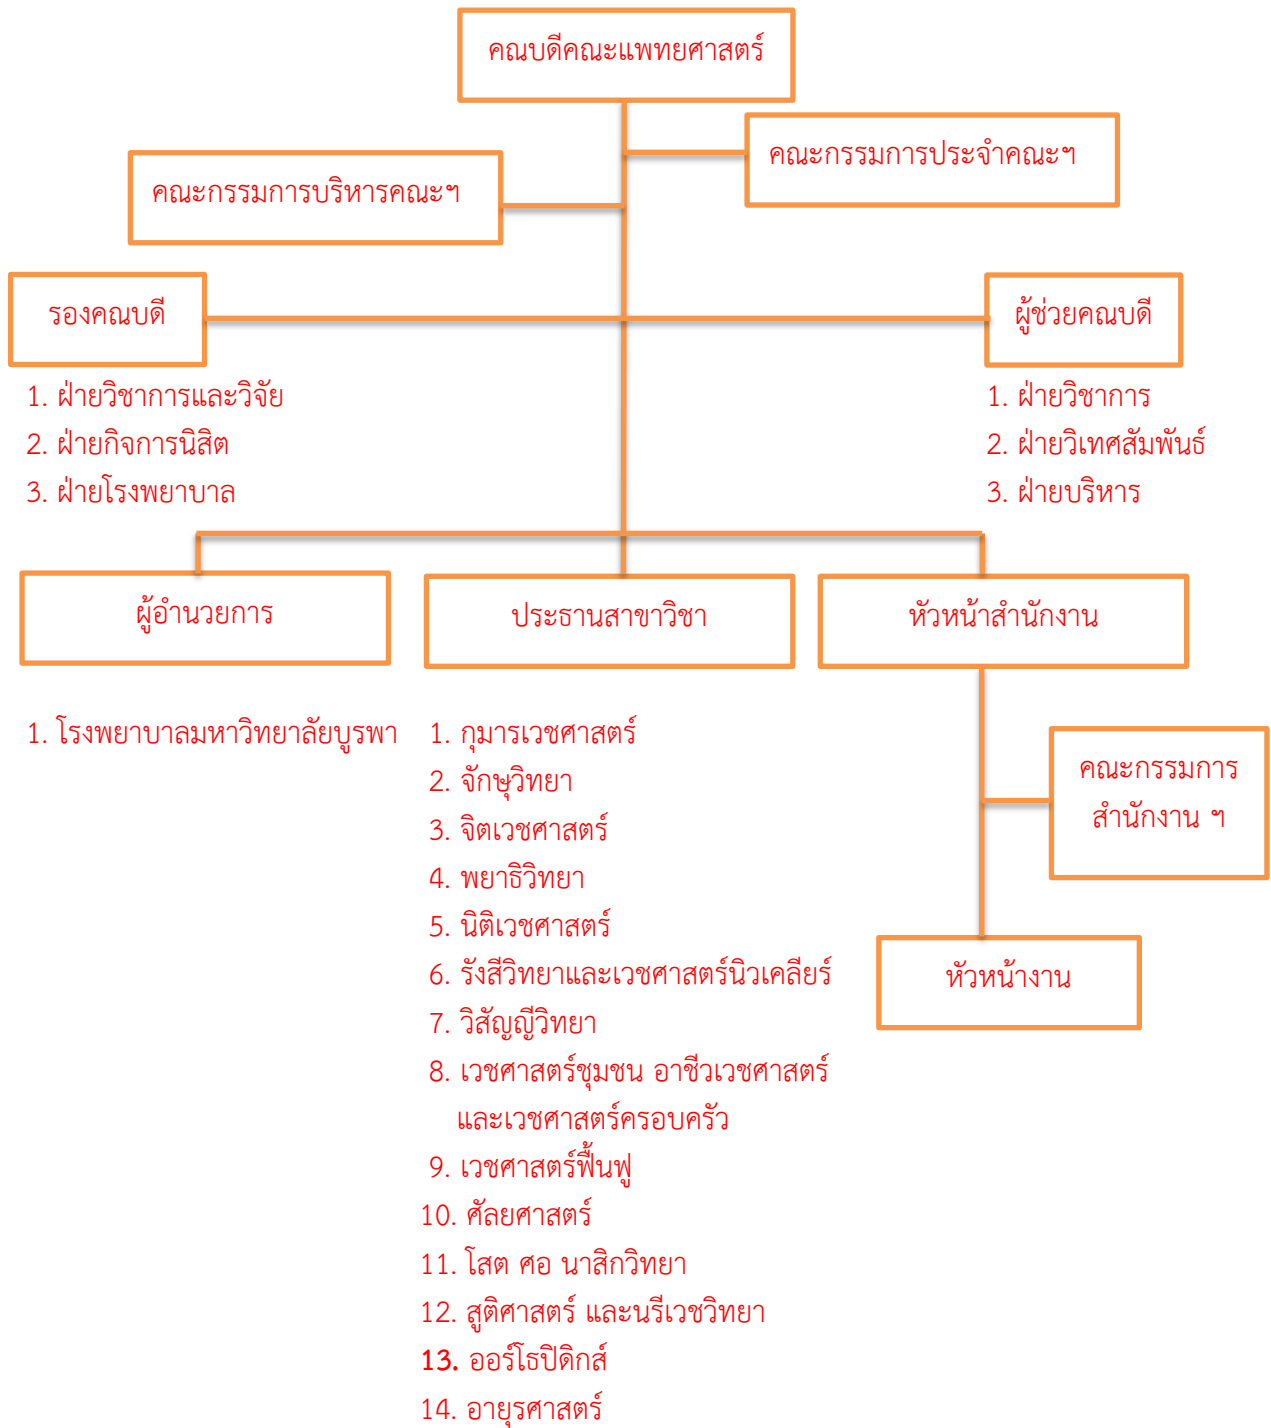 คณบดีคณะแพทยศาสตร์
คณะกรรมการประจำคณะฯ
คณะกรรมการบริหารคณะฯ
รองคณบดี
1. ฝ่ายวิชาการและวิจัย
2. ฝ่ายกิจการนิสิต
3. ฝ่ายโรงพยาบาล
ผู้ช่วยคณบดี
1. ฝ่ายวิชาการ
2. ฝ่ายวิเทศสัมพันธ์
3. ฝ่ายบริหาร
ผู้อำนวยการ
1. โรงพยาบาลมหาวิทยาลัยบูรพา
ประธานสาขาวิชา
1. กุมารเวชศาสตร์
2. จักษุวิทยา
3. จิตเวชศาสตร์
4. พยาธิวิทยา
5. นิติเวชศาสตร์
6. รังสีวิทยาและเวชศาสตร์นิวเคลียร์
7. วิสัญญีวิทยา
8. เวชศาสตร์ชุมชน อาชีวเวชศาสตร์
และเวชศาสตร์ครอบครัว
9. เวชศาสตร์ฟื้นฟู
10. ศัลยศาสตร์
11. โสต ศอ นาสิกวิทยา
12. สูติศาสตร์ และนรีเวชวิทยา
13. ออร์โธปิดิกส์
14. อายุรศาสตร์
หัวหน้าสำนักงาน
คณะกรรมการ
สำนักงาน ฯ
หัวหน้างาน